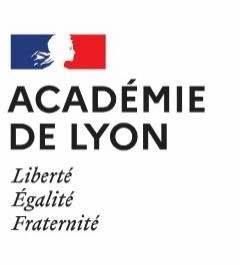 ACADÉMIE
DE LYON
Liberté
Égalité
Fraternité